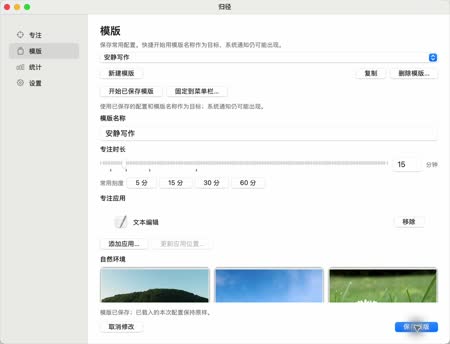 归径
专注
模版
统计
设置
模版
保存常用配置。快捷开始用模版名称作为目标，系统通知仍可能出现。
安静写作
新建模版
复制
删除模版...
开始已保存模版
固定到菜单栏...
使用已保存的配置和模版名称作为目标；系统通知仍可能出现。
模版名称
安静写作
专注时长
15 分钟
常用刻度 5 分 15 分 30 分 60 分
专注应用
文本编辑
移除
添加应用...
更新应用位置...
自然环境
模版已保存；已载入的本次配置保持原样。
取消修改